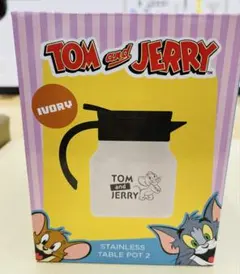 TOM and JERRY
IVORY
TOM
and
JERRY
STAINLESS
TABLE POT 2